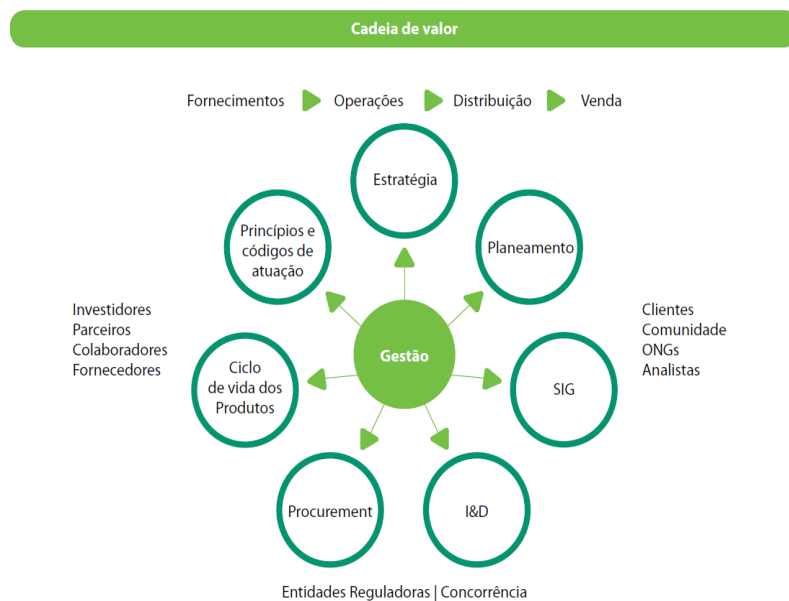 Cadeia de valor
Fornecimentos
Operações
Distribuição
Venda
Estratégia
Princípios e
códigos de
atuação
Planeamento
Investidores
Parceiros
Colaboradores
Fornecedores
Clientes
Comunidade
ONGs
Analistas
Gestão
Ciclo
de vida dos
Produtos
SIG
Procurement
I&D
Entidades Reguladoras | Concorrência